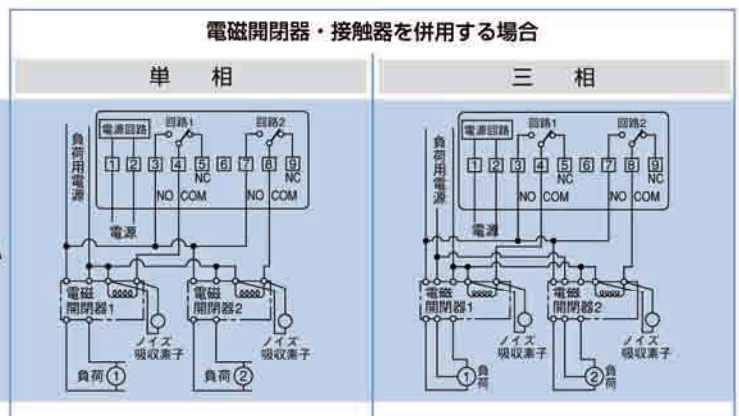 電磁開閉器・接触器を併用する場合
単 相
電源回路
回路1
回路2
1 2 3 4 5 6 7 8 9
NC
NC
NO COM
NO COM
負荷用電源
電源
電磁
開閉器1
電磁
開閉器2
ノイズ
吸収素子
ノイズ
吸収素子
負荷①
負荷②
三 相
電源回路
回路1
回路2
1 2 3 4 5 6 7 8 9
NC
NC
NO COM
NO COM
負荷用電源
電源
電磁
開閉器1
電磁
開閉器2
ノイズ
吸収素子
ノイズ
吸収素子
①負荷
②負荷